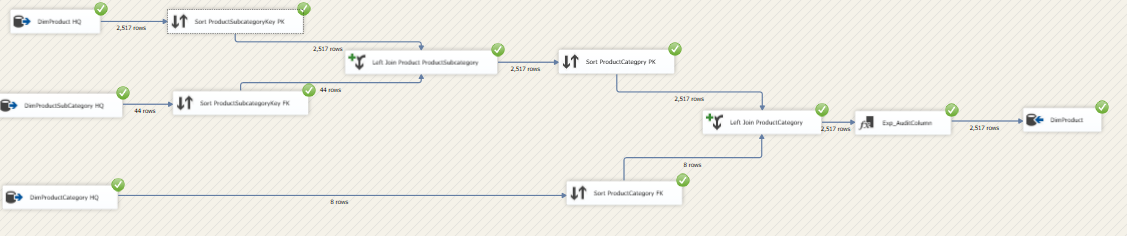 DimProduct HQ
2,517 rows
Sort ProductSubcategoryKey PK
2,517 rows
Left Join Product ProductSubcategory
2,517 rows
Sort ProductCategory PK
DimProductSubCategory HQ
44 rows
Sort ProductSubcategoryKey FK
44 rows
2,517 rows
Left Join ProductCategory
2,517 rows
Exp_AuditColumn
2,517 rows
DimProduct
8 rows
DimProductCategory HQ
8 rows
Sort ProductCategory FK